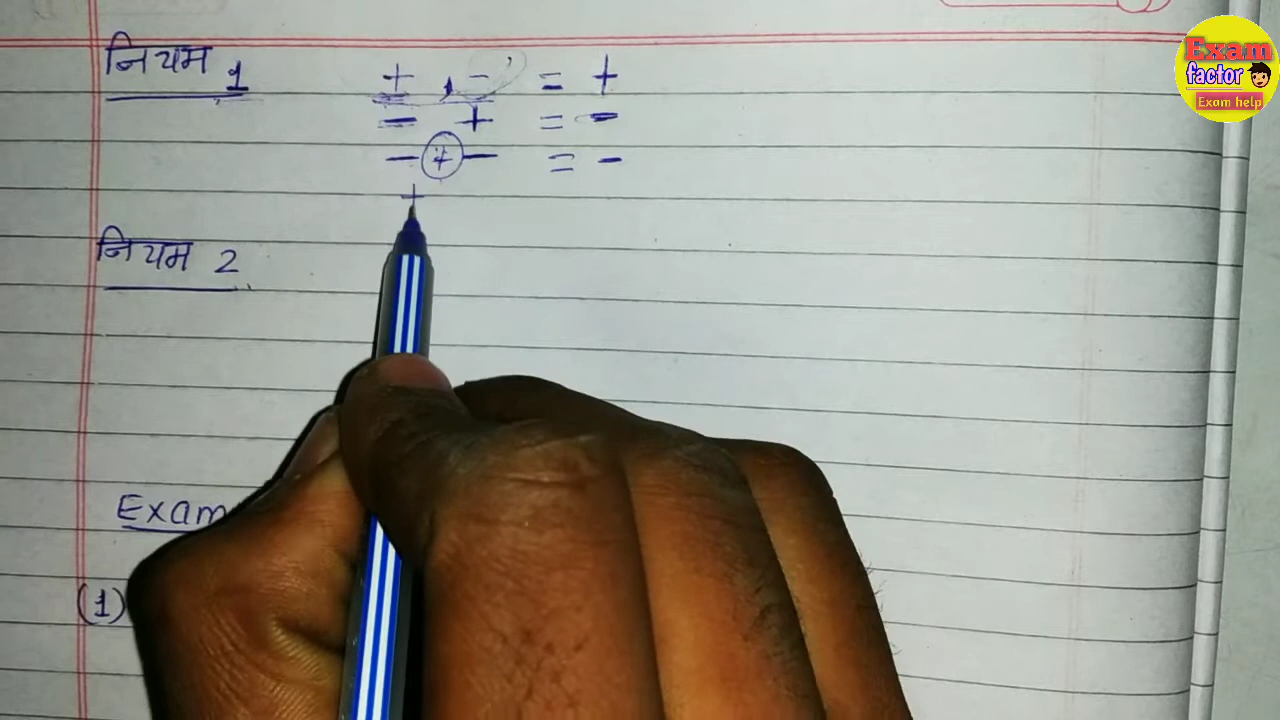 Exam
factor
Exam help
नियम 1
+ , - = +
- + = -
- + - = -
+
नियम 2
Exam
(1)